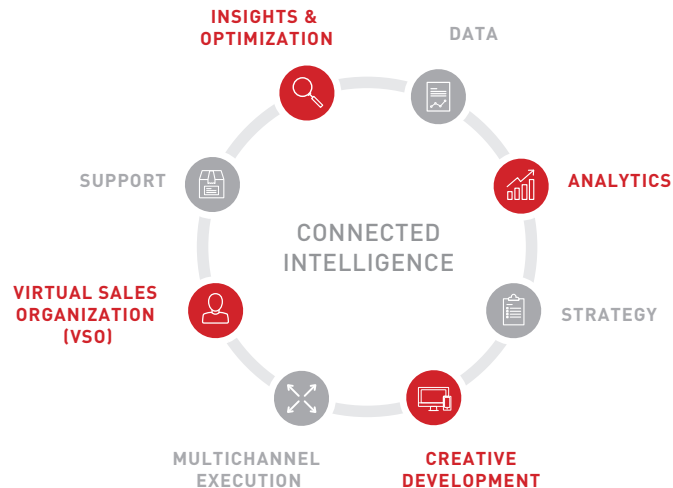 INSIGHTS &
OPTIMIZATION
DATA
ANALYTICS
STRATEGY
CREATIVE
DEVELOPMENT
MULTICHANNEL
EXECUTION
VIRTUAL SALES
ORGANIZATION
(VSO)
SUPPORT
CONNECTED
INTELLIGENCE